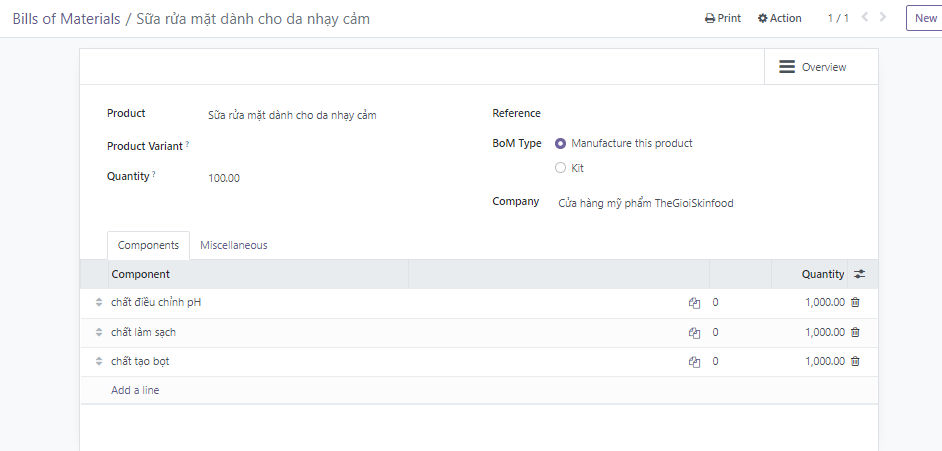 Bills of Materials / Sữa rửa mặt dành cho da nhạy cảm
Print Action 1 / 1 New
Overview
Product Sữa rửa mặt dành cho da nhạy cảm
Reference
Product Variant ?
BoM Type Manufacture this product
Kit
Quantity ? 100.00
Company Cửa hàng mỹ phẩm TheGioiSkinfood
Components Miscellaneous
Component Quantity
chất điều chỉnh pH 0 1,000.00
chất làm sạch 0 1,000.00
chất tạo bọt 0 1,000.00
Add a line